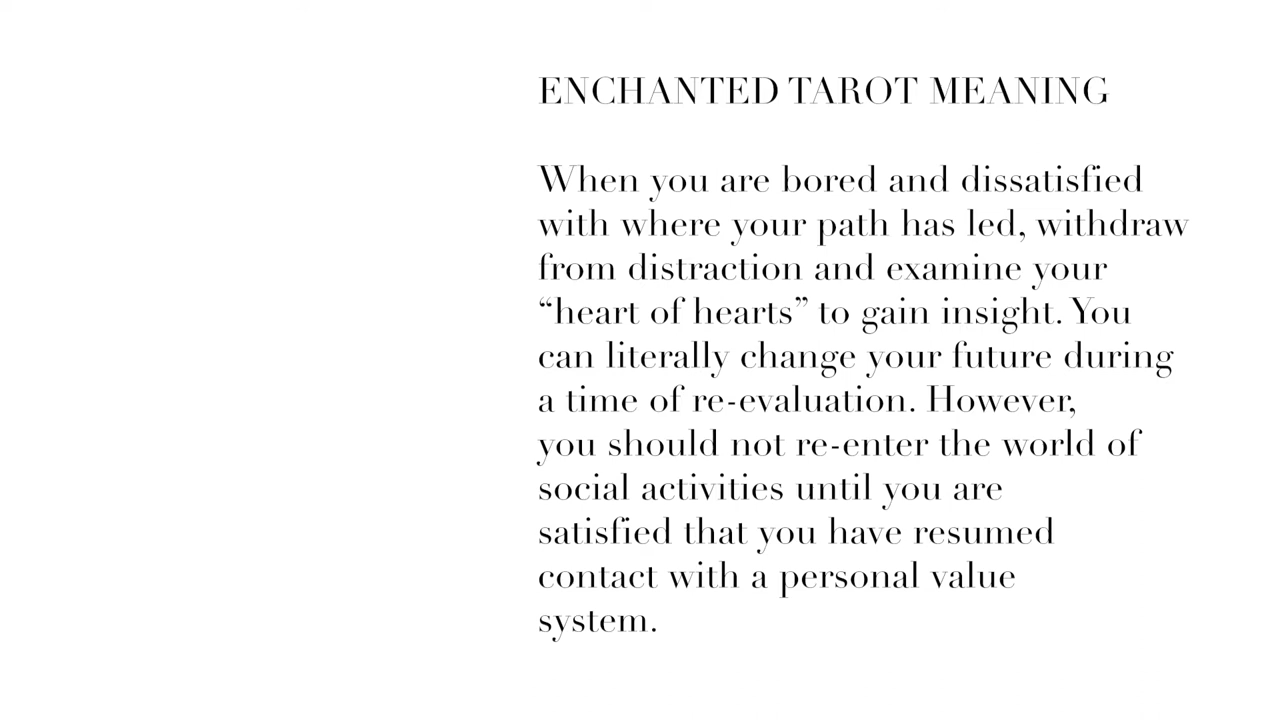 ENCHANTED TAROT MEANING
When you are bored and dissatisfied
with where your path has led, withdraw
from distraction and examine your
“heart of hearts” to gain insight. You
can literally change your future during
a time of re-evaluation. However,
you should not re-enter the world of
social activities until you are
satisfied that you have resumed
contact with a personal value
system.